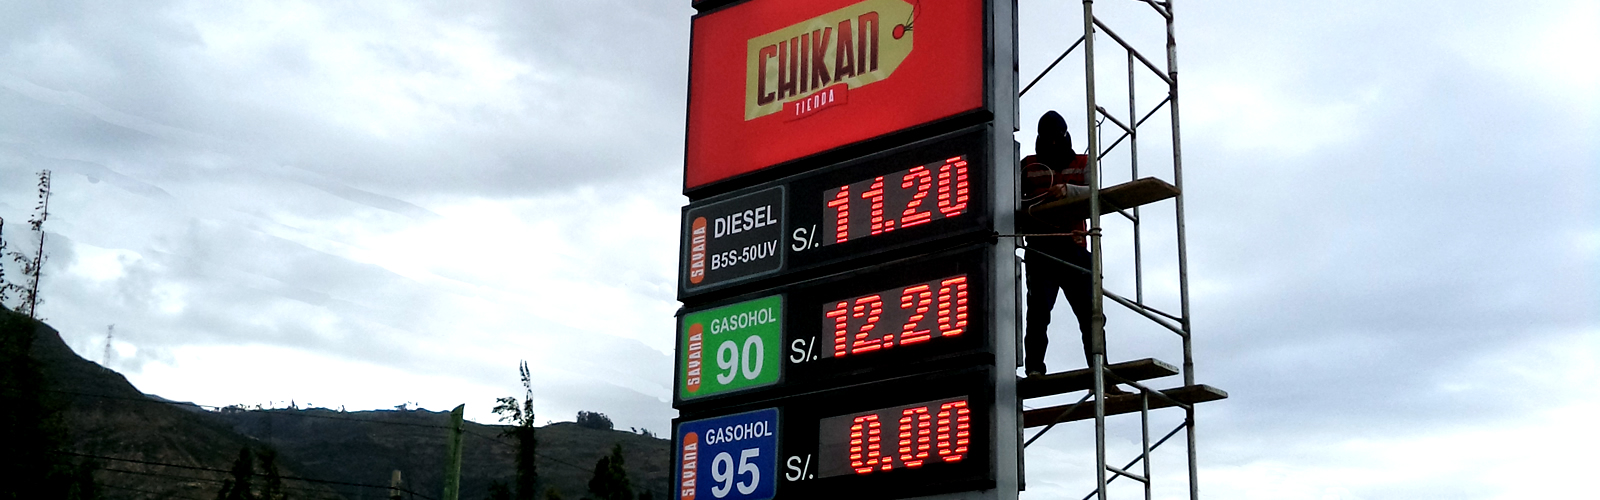 CHIKAN
TIENDA
SAVANA
DIESEL
B5S-50UV
S/. 11.20
SAVANA
GASOHOL
90
S/. 12.20
SAVANA
GASOHOL
95
S/. 0.00